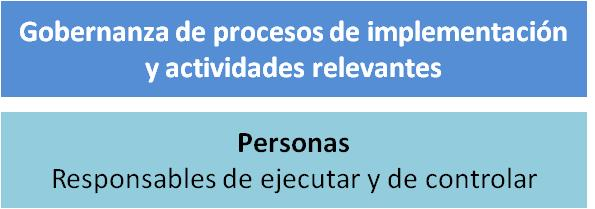 Gobernanza de procesos de implementación
y actividades relevantes
Personas
Responsables de ejecutar y de controlar